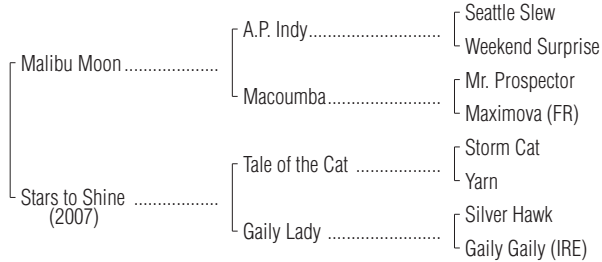 Seattle Slew
A.P. Indy
Weekend Surprise
Malibu Moon
Mr. Prospector
Macoumba
Maximova (FR)
Storm Cat
Tale of the Cat
Yarn
Stars to Shine
(2007)
Silver Hawk
Gaily Lady
Gaily Gaily (IRE)